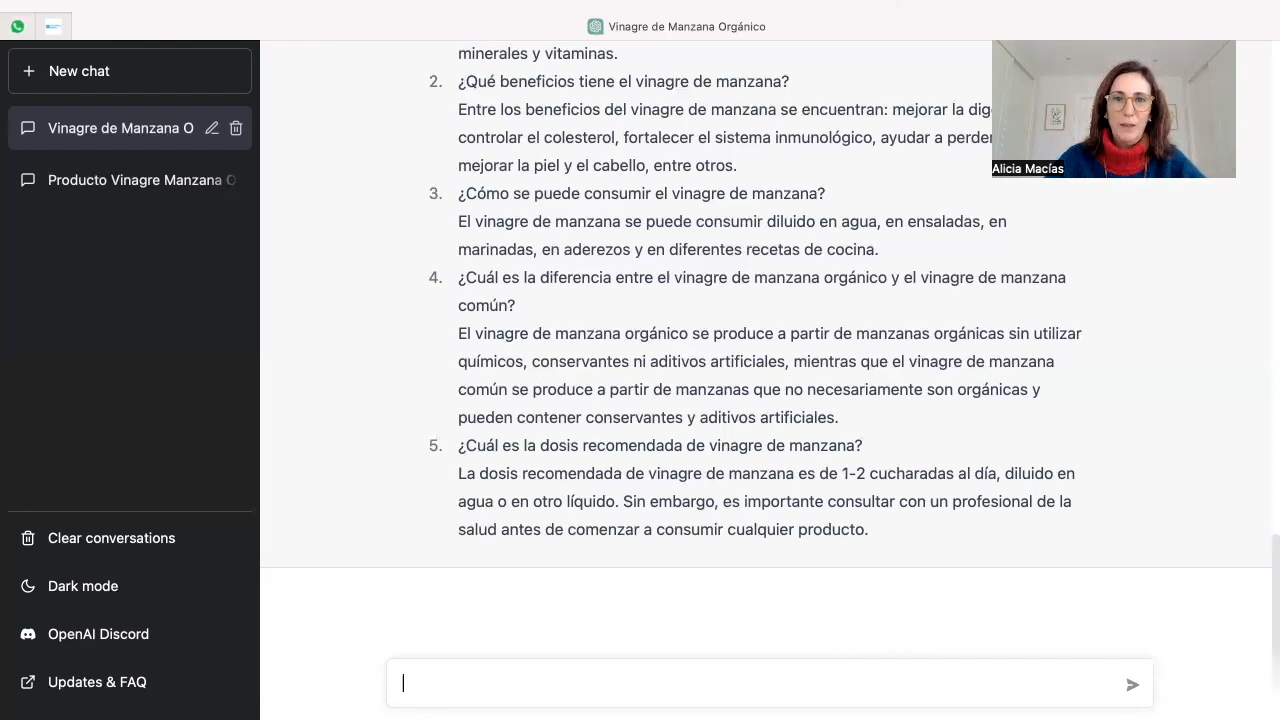 Vinagre de Manzana Orgánico
New chat
Vinagre de Manzana O
Producto Vinagre Manzana O
Clear conversations
Dark mode
OpenAI Discord
Updates & FAQ
minerales y vitaminas.
2. ¿Qué beneficios tiene el vinagre de manzana?
Entre los beneficios del vinagre de manzana se encuentran: mejorar la dig
controlar el colesterol, fortalecer el sistema inmunológico, ayudar a perder
mejorar la piel y el cabello, entre otros.
3. ¿Cómo se puede consumir el vinagre de manzana?
El vinagre de manzana se puede consumir diluido en agua, en ensaladas, en
marinadas, en aderezos y en diferentes recetas de cocina.
4. ¿Cuál es la diferencia entre el vinagre de manzana orgánico y el vinagre de manzana
común?
El vinagre de manzana orgánico se produce a partir de manzanas orgánicas sin utilizar
químicos, conservantes ni aditivos artificiales, mientras que el vinagre de manzana
común se produce a partir de manzanas que no necesariamente son orgánicas y
pueden contener conservantes y aditivos artificiales.
5. ¿Cuál es la dosis recomendada de vinagre de manzana?
La dosis recomendada de vinagre de manzana es de 1-2 cucharadas al día, diluido en
agua o en otro líquido. Sin embargo, es importante consultar con un profesional de la
salud antes de comenzar a consumir cualquier producto.
Alicia Macías